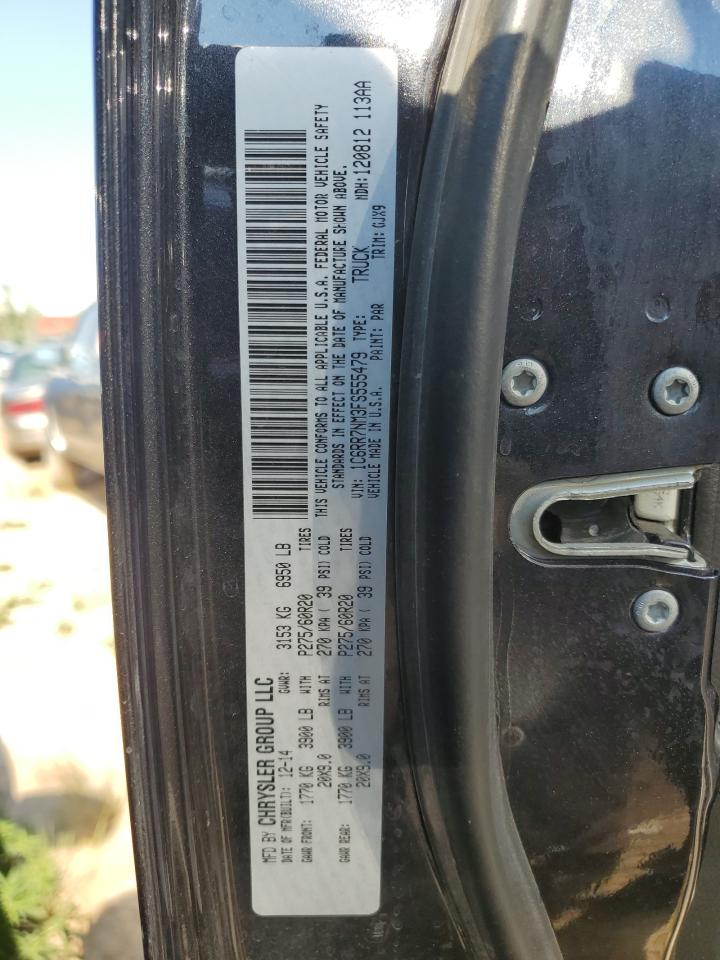 MFD BY CHRYSLER GROUP LLC
DATE OF MFR(BUILT): 12-14 GVWR: 3153 KG 6950 LB
GAWR FRONT: 1770 KG 3900 LB WITH P275/60R20 TIRES
20X9.0 RIMS AT 270 KPA ( 39 PSI) COLD
GAWR REAR: 1770 KG 3900 LB WITH P275/60R20 TIRES
20X9.0 RIMS AT 270 KPA ( 39 PSI) COLD
THIS VEHICLE CONFORMS TO ALL APPLICABLE U.S.A. FEDERAL MOTOR VEHICLE SAFETY
STANDARDS IN EFFECT ON THE DATE OF MANUFACTURE SHOWN ABOVE.
VIN: 1C6RR7NM3FS555479 TYPE: TRUCK MDH:120812 113AA
VEHICLE MADE IN U.S.A. PAINT: PAR TRIM: GJX9